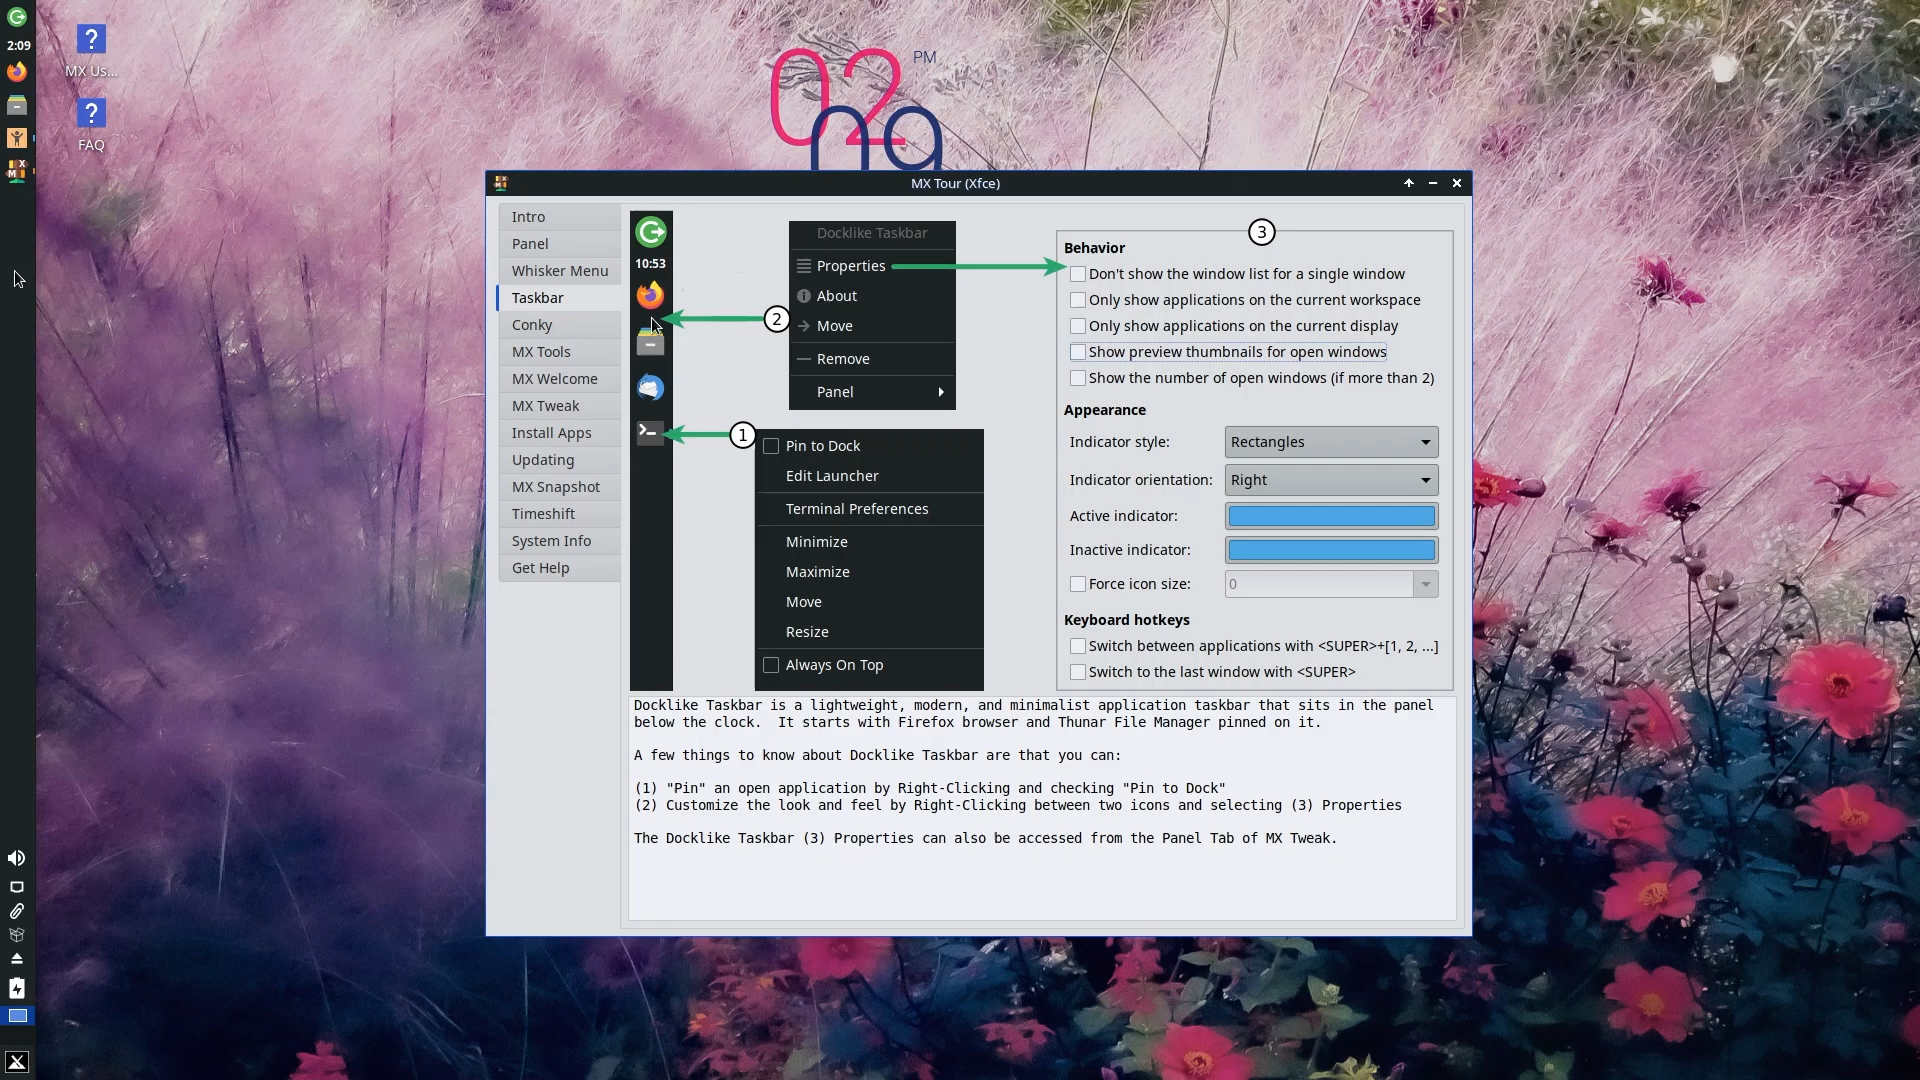 2:09
MX Us...
FAQ
02 PM
09
MX Tour (Xfce)
Intro
Panel
Whisker Menu
Taskbar
Conky
MX Tools
MX Welcome
MX Tweak
Install Apps
Updating
MX Snapshot
Timeshift
System Info
Get Help
10:53
Docklike Taskbar
Properties
About
Move
Remove
Panel
2
1
Pin to Dock
Edit Launcher
Terminal Preferences
Minimize
Maximize
Move
Resize
Always On Top
3
Behavior
Don't show the window list for a single window
Only show applications on the current workspace
Only show applications on the current display
Show preview thumbnails for open windows
Show the number of open windows (if more than 2)
Appearance
Indicator style: Rectangles
Indicator orientation: Right
Active indicator:
Inactive indicator:
Force icon size: 0
Keyboard hotkeys
Switch between applications with <SUPER>+[1, 2, ...]
Switch to the last window with <SUPER>
Docklike Taskbar is a lightweight, modern, and minimalist application taskbar that sits in the panel
below the clock.  It starts with Firefox browser and Thunar File Manager pinned on it.
A few things to know about Docklike Taskbar are that you can:
(1) "Pin" an open application by Right-Clicking and checking "Pin to Dock"
(2) Customize the look and feel by Right-Clicking between two icons and selecting (3) Properties
The Docklike Taskbar (3) Properties can also be accessed from the Panel Tab of MX Tweak.